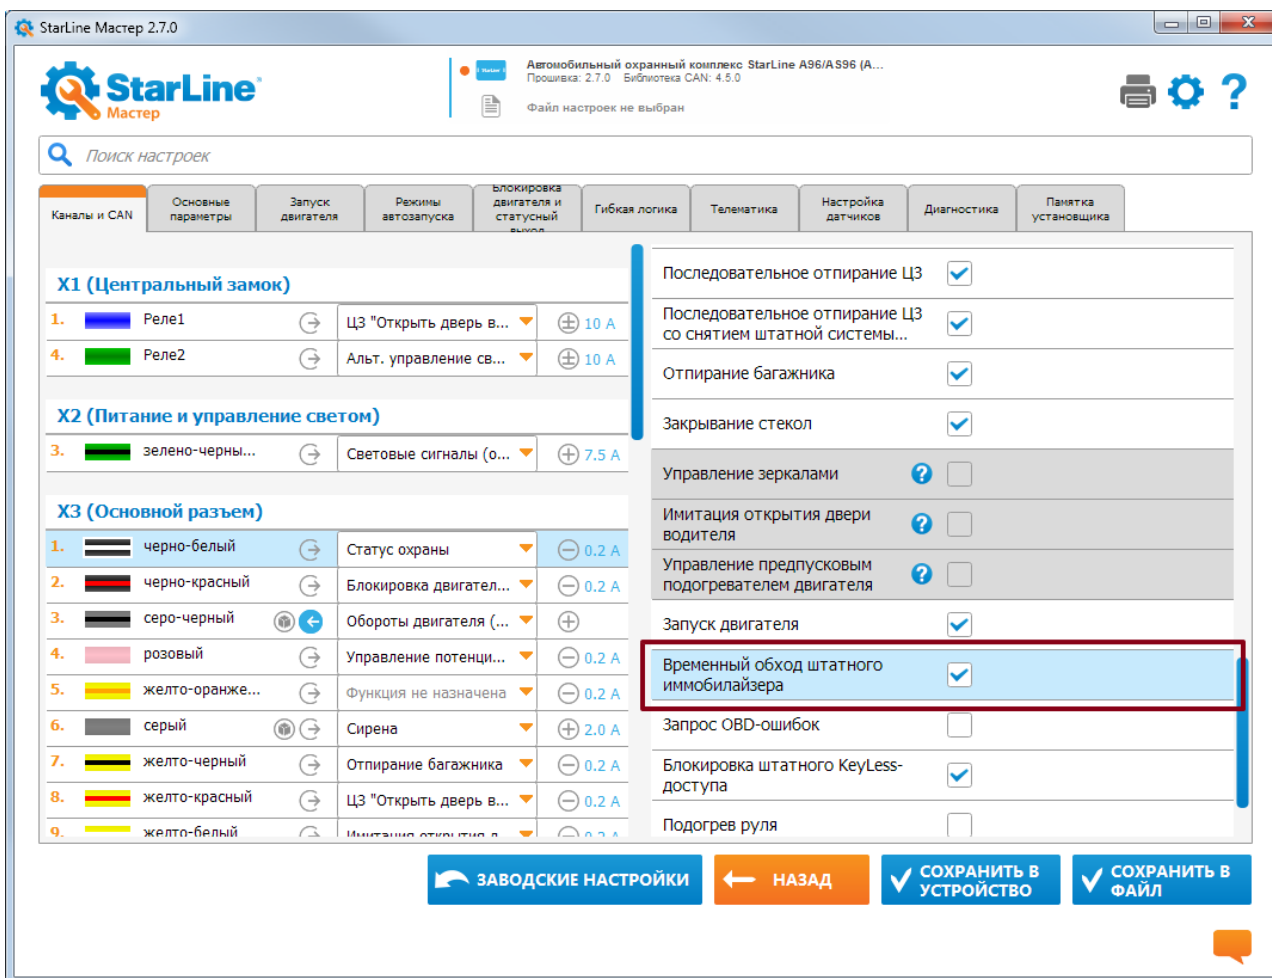 StarLine Мастер 2.7.0
StarLine
Мастер
Автомобильный охранный комплекс StarLine A96/AS96 (A...
Прошивка: 2.7.0 Библиотека CAN: 4.5.0
Файл настроек не выбран
?
Поиск настроек
Каналы и CAN
Основные
параметры
Запуск
двигателя
Режимы
автозапуска
Блокировка
двигателя и
статусный
выход
Гибкая логика
Телематика
Настройка
датчиков
Диагностика
Памятка
установщика
X1 (Центральный замок)
1. Реле1 ЦЗ "Открыть дверь в... 10 A
4. Реле2 Альт. управление св... 10 A
X2 (Питание и управление светом)
3. зелено-черны... Световые сигналы (о... 7.5 A
X3 (Основной разъем)
1. черно-белый Статус охраны 0.2 A
2. черно-красный Блокировка двигател... 0.2 A
3. серо-черный Обороты двигателя (...
4. розовый Управление потенци... 0.2 A
5. желто-оранже... Функция не назначена 0.2 A
6. серый Сирена 2.0 A
7. желто-черный Отпирание багажника 0.2 A
8. желто-красный ЦЗ "Открыть дверь в... 0.2 A
9. желто-белый Имитация открытия д... 0.2 A
Последовательное отпирание ЦЗ
Последовательное отпирание ЦЗ
со снятием штатной системы...
Отпирание багажника
Закрывание стекол
Управление зеркалами ?
Имитация открытия двери
водителя ?
Управление предпусковым
подогревателем двигателя ?
Запуск двигателя
Временный обход штатного
иммобилайзера
Запрос OBD-ошибок
Блокировка штатного KeyLess-
доступа
Подогрев руля
ЗАВОДСКИЕ НАСТРОЙКИ
НАЗАД
СОХРАНИТЬ В
УСТРОЙСТВО
СОХРАНИТЬ В
ФАЙЛ